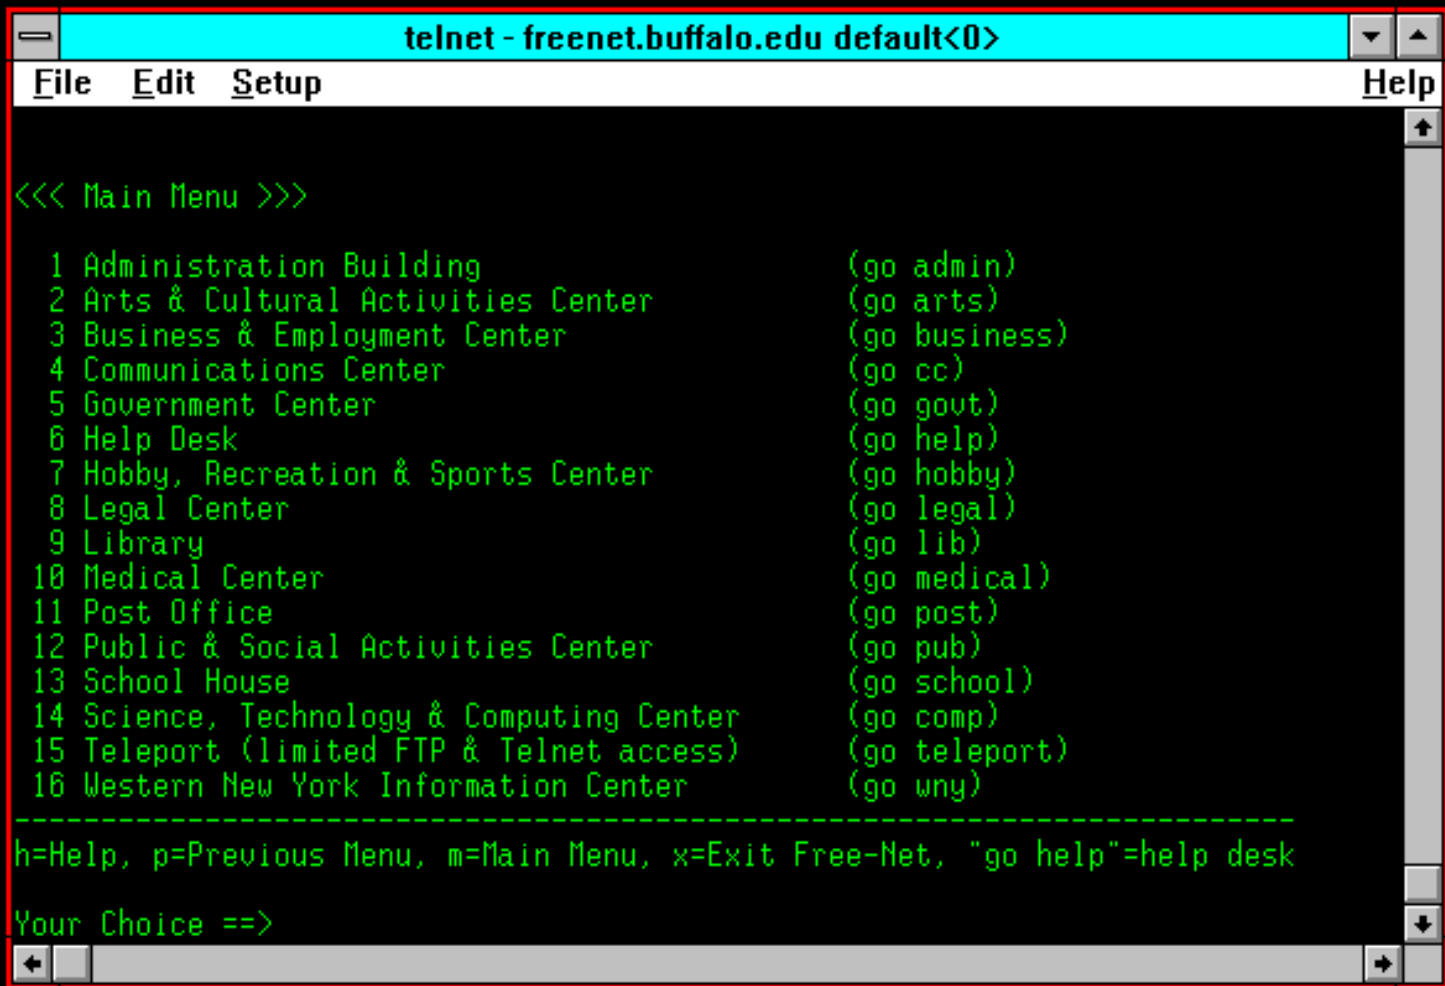 telnet - freenet.buffalo.edu default<0>
File Edit Setup Help
<<< Main Menu >>>
1 Administration Building (go admin)
2 Arts & Cultural Activities Center (go arts)
3 Business & Employment Center (go business)
4 Communications Center (go cc)
5 Government Center (go govt)
6 Help Desk (go help)
7 Hobby, Recreation & Sports Center (go hobby)
8 Legal Center (go legal)
9 Library (go lib)
10 Medical Center (go medical)
11 Post Office (go post)
12 Public & Social Activities Center (go pub)
13 School House (go school)
14 Science, Technology & Computing Center (go comp)
15 Teleport (limited FTP & Telnet access) (go teleport)
16 Western New York Information Center (go wny)
--------------------------------------------------------------------------
h=Help, p=Previous Menu, m=Main Menu, x=Exit Free-Net, "go help"=help desk
Your Choice ==>